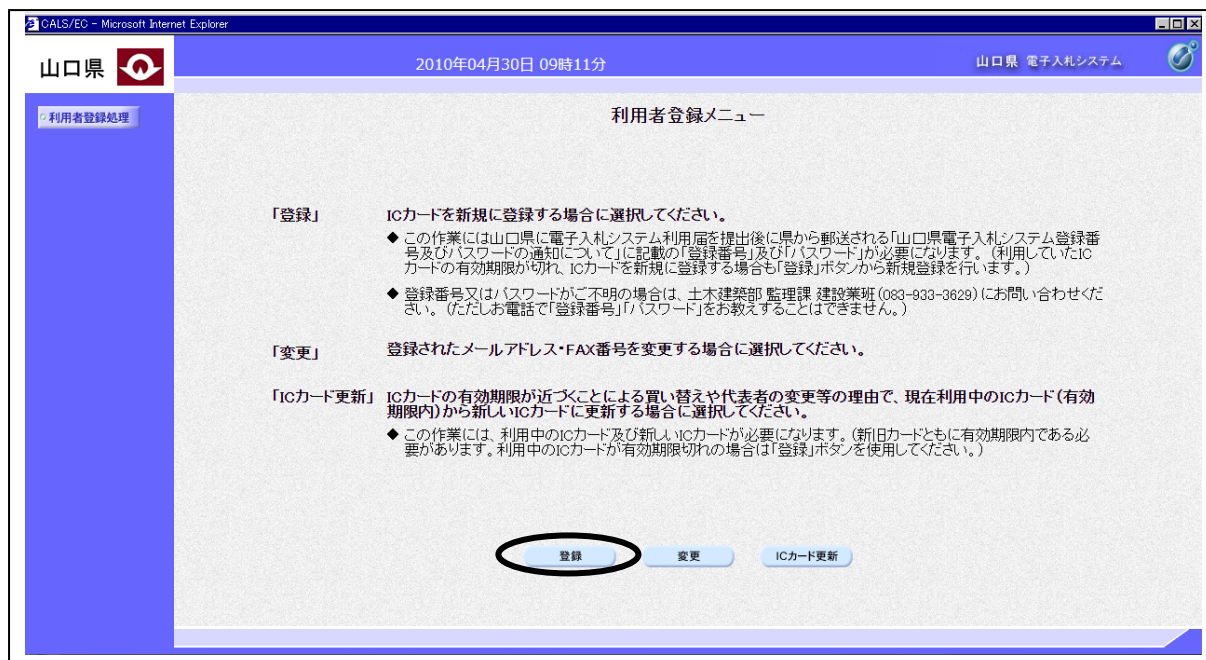 CALS/EC - Microsoft Internet Explorer
山口県
2010年04月30日 09時11分
山口県 電子入札システム
利用者登録処理
利用者登録メニュー
「登録」 ICカードを新規に登録する場合に選択してください。
◆ この作業には山口県に電子入札システム利用届を提出後に県から郵送される「山口県電子入札システム登録番
号及びパスワードの通知について」に記載の「登録番号」及び「パスワード」が必要になります。(利用していたIC
カードの有効期限が切れ、ICカードを新規に登録する場合も「登録」ボタンから新規登録を行います。)
◆ 登録番号又はパスワードがご不明の場合は、土木建築部 監理課 建設業班(083-933-3629)にお問い合わせくだ
さい。(ただしお電話で「登録番号」「パスワード」をお教えすることはできません。)
「変更」 登録されたメールアドレス・FAX番号を変更する場合に選択してください。
「ICカード更新」 ICカードの有効期限が近づくことによる買い替えや代表者の変更等の理由で、現在利用中のICカード(有効
期限内)から新しいICカードに更新する場合に選択してください。
◆ この作業には、利用中のICカード及び新しいICカードが必要になります。(新旧カードともに有効期限内である必
要があります。利用中のICカードが有効期限切れの場合は「登録」ボタンを使用してください。)
登録 変更 ICカード更新